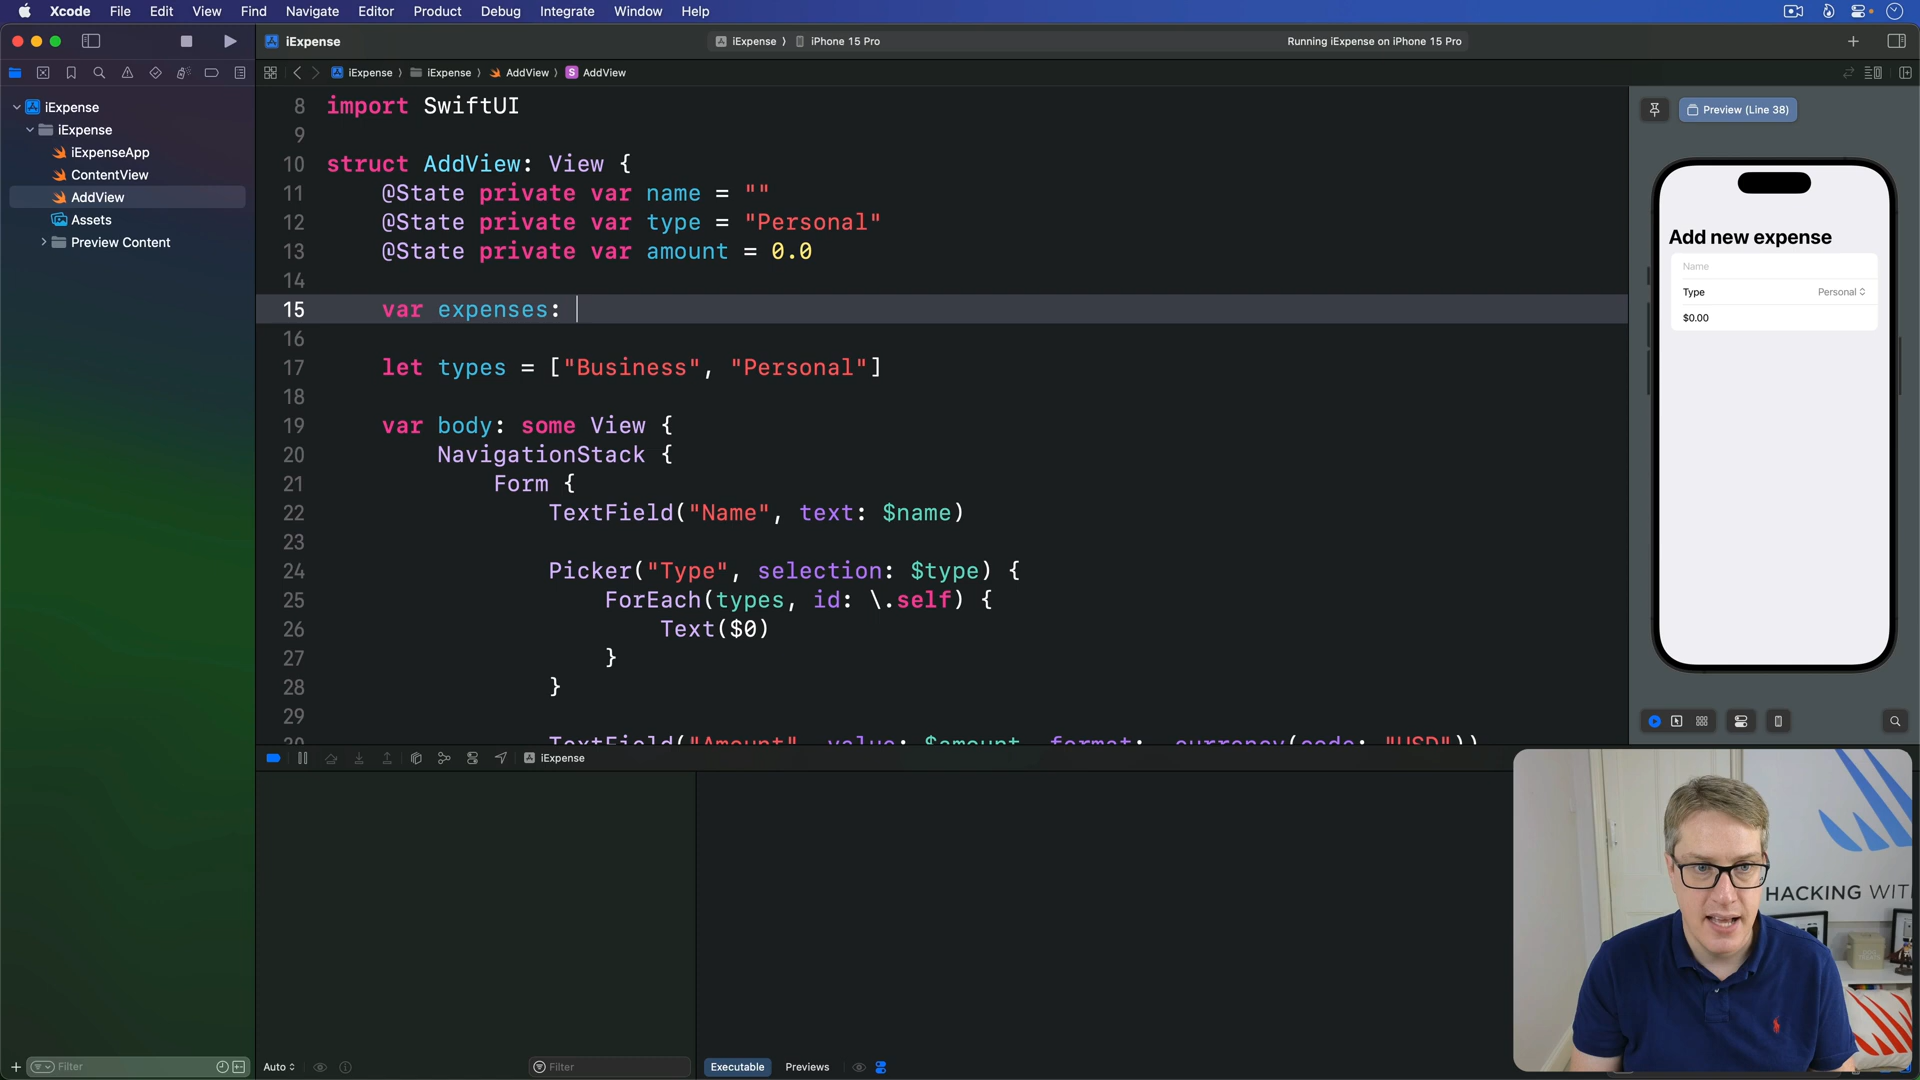 Xcode File Edit View Find Navigate Editor Product Debug Integrate Window Help
iExpense
iExpense 〉 iPhone 15 Pro
Running iExpense on iPhone 15 Pro
iExpense 〉 iExpense 〉 AddView 〉 S AddView
iExpense
iExpense
iExpenseApp
ContentView
AddView
Assets
Preview Content
8 import SwiftUI
9
10 struct AddView: View {
11 @State private var name = ""
12 @State private var type = "Personal"
13 @State private var amount = 0.0
14
15 var expenses:
16
17 let types = ["Business", "Personal"]
18
19 var body: some View {
20 NavigationStack {
21 Form {
22 TextField("Name", text: $name)
23
24 Picker("Type", selection: $type) {
25 ForEach(types, id: \.self) {
26 Text($0)
27 }
28 }
29
30 TextField("Amount", value: $amount, format: .currency(code: "USD"))
Preview (Line 38)
Add new expense
Name
Type Personal
$0.00
iExpense
HACKING WIT
Filter
Auto
Filter
Executable Previews